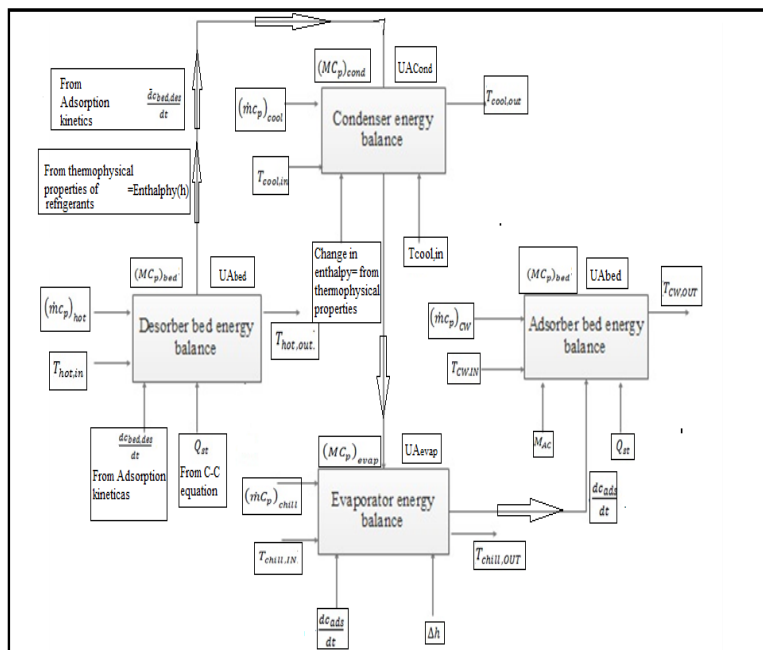 From
Adsorption
kinetics
dc_bed,des/dt
From thermophysical
properties of =Enthalphy(h)
refrigerants
(MC_p)_cond
UACond
(ṁc_p)_cool
T_cool,out
Condenser energy
balance
T_cool,in
Tcool,in
Change in
enthalpy= from
thermophysical
properties
(MC_p)_bed
UAbed
(ṁc_p)_hot
Desorber bed energy
balance
T_hot,out.
T_hot,in
dc_bed,des/dt
From Adsorption
kineticas
Q_st
From C-C
equation
(MC_p)_bed
UAbed
T_CW,OUT
(ṁc_p)_CW
Adsorber bed energy
balance
T_CW,IN
M_AC
Q_st
(MC_p)_evap
UAevap
(ṁC_p)_chill
Evaporator energy
balance
T_chill,IN
T_chill,OUT
dc_ads/dt
dc_ads/dt
Δh